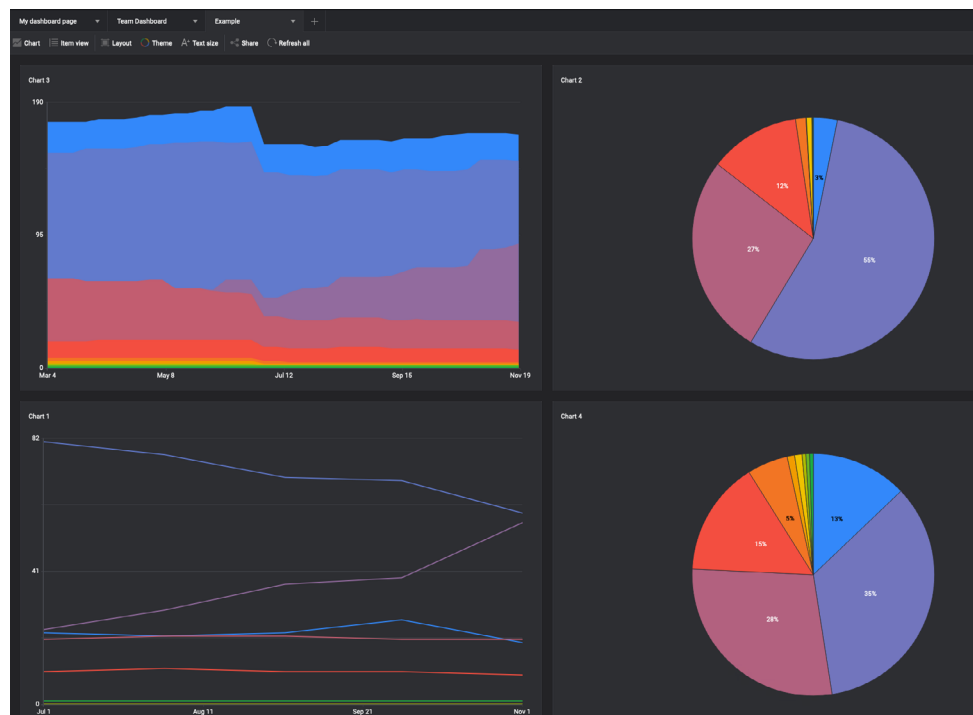 My dashboard page Team Dashboard Example
Chart Item view Layout Theme A+ Text size Share Refresh all
Chart 3
190
95
0
Mar 4 May 8 Jul 12 Sep 15 Nov 19
Chart 2
3%
12%
27%
55%
Chart 1
82
41
0
Jul 1 Aug 11 Sep 21 Nov 1
Chart 4
13%
5%
15%
35%
28%